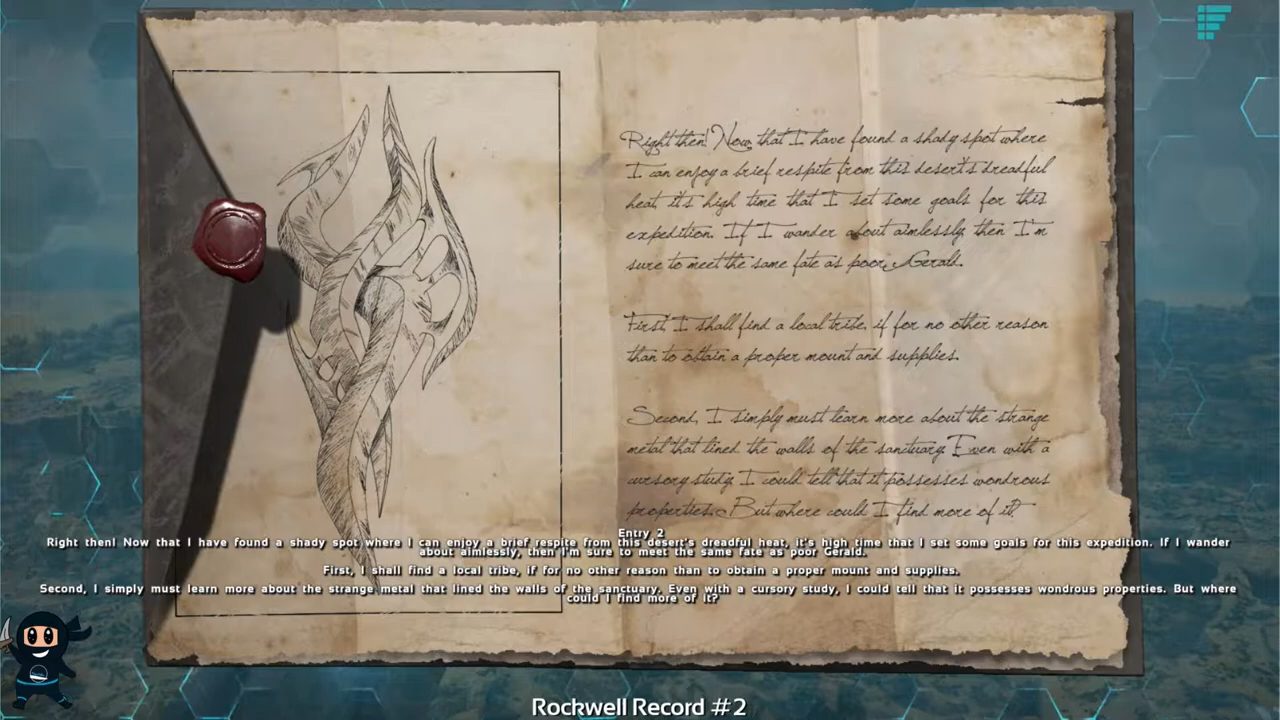 Right then! Now that I have found a shady spot where
I can enjoy a brief respite from this desert's dreadful
heat, it's high time that I set some goals for this
expedition. If I wander about aimlessly, then I'm
sure to meet the same fate as poor Gerald.
First, I shall find a local tribe, if for no other reason
than to obtain a proper mount and supplies.
Second, I simply must learn more about the strange
metal that lined the walls of the sanctuary. Even with a
cursory study, I could tell that it possesses wondrous
properties. But where could I find more of it?
Entry 2
Right then! Now that I have found a shady spot where I can enjoy a brief respite from this desert's dreadful heat, it's high time that I set some goals for this expedition. If I wander
about aimlessly, then I'm sure to meet the same fate as poor Gerald.
First, I shall find a local tribe, if for no other reason than to obtain a proper mount and supplies.
Second, I simply must learn more about the strange metal that lined the walls of the sanctuary. Even with a cursory study, I could tell that it possesses wondrous properties. But where
could I find more of it?
Rockwell Record #2